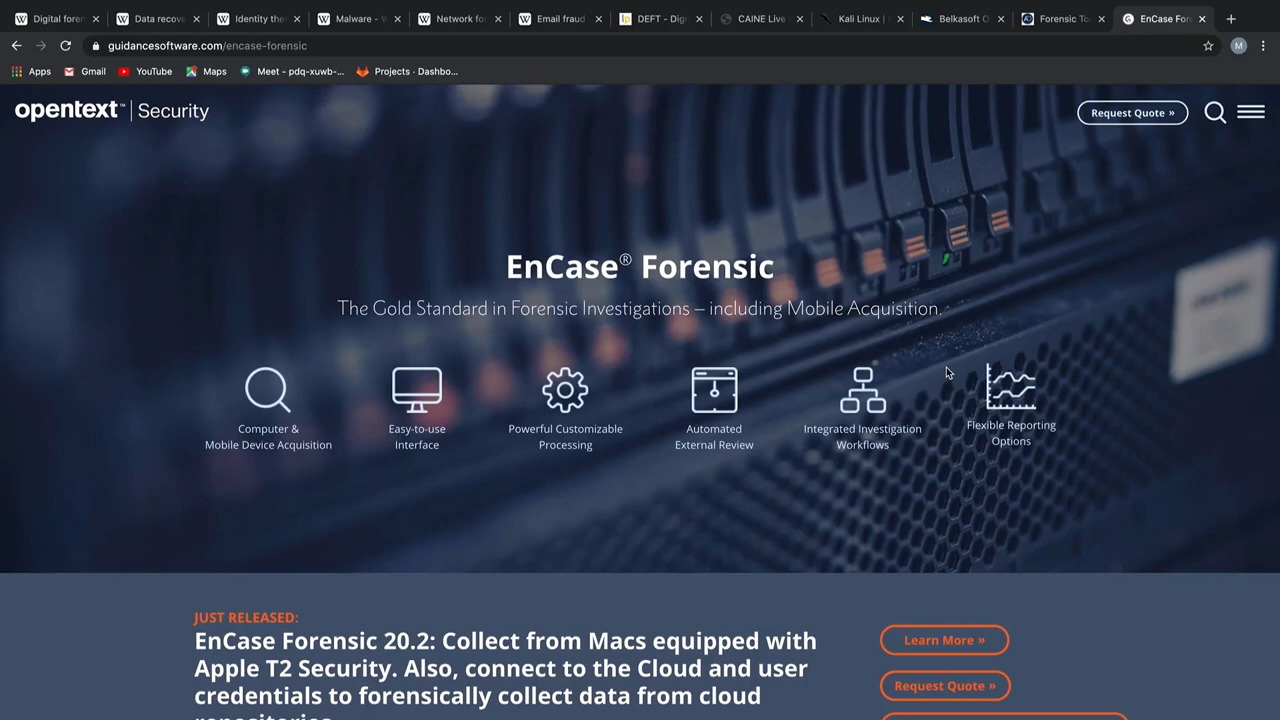 Digital foren
Data recove
Identity the
Malware - W
Network for
Email fraud
DEFT - Digi
CAINE Live
Kali Linux |
Belkasoft
Forensic To
EnCase For
guidancesoftware.com/encase-forensic
M
Apps
Gmail
YouTube
Maps
Meet - pdq-xuwb-...
Projects · Dashbo...
opentext™ | Security
Request Quote »
EnCase® Forensic
The Gold Standard in Forensic Investigations – including Mobile Acquisition.
Computer &
Mobile Device Acquisition
Easy-to-use
Interface
Powerful Customizable
Processing
Automated
External Review
Integrated Investigation
Workflows
Flexible Reporting
Options
JUST RELEASED:
EnCase Forensic 20.2: Collect from Macs equipped with
Apple T2 Security. Also, connect to the Cloud and user
credentials to forensically collect data from cloud
repositories.
Learn More »
Request Quote »